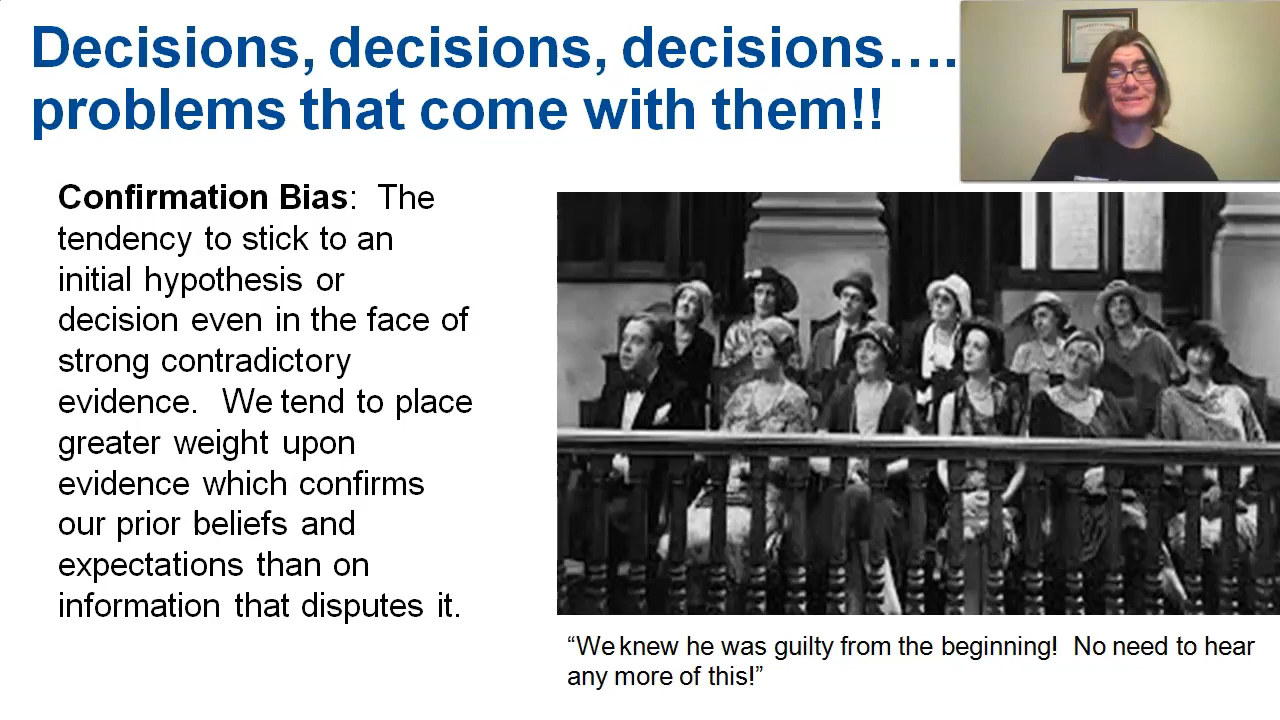 Decisions, decisions, decisions….
problems that come with them!!
Confirmation Bias:  The
tendency to stick to an
initial hypothesis or
decision even in the face of
strong contradictory
evidence.  We tend to place
greater weight upon
evidence which confirms
our prior beliefs and
expectations than on
information that disputes it.
“We knew he was guilty from the beginning!  No need to hear
any more of this!”